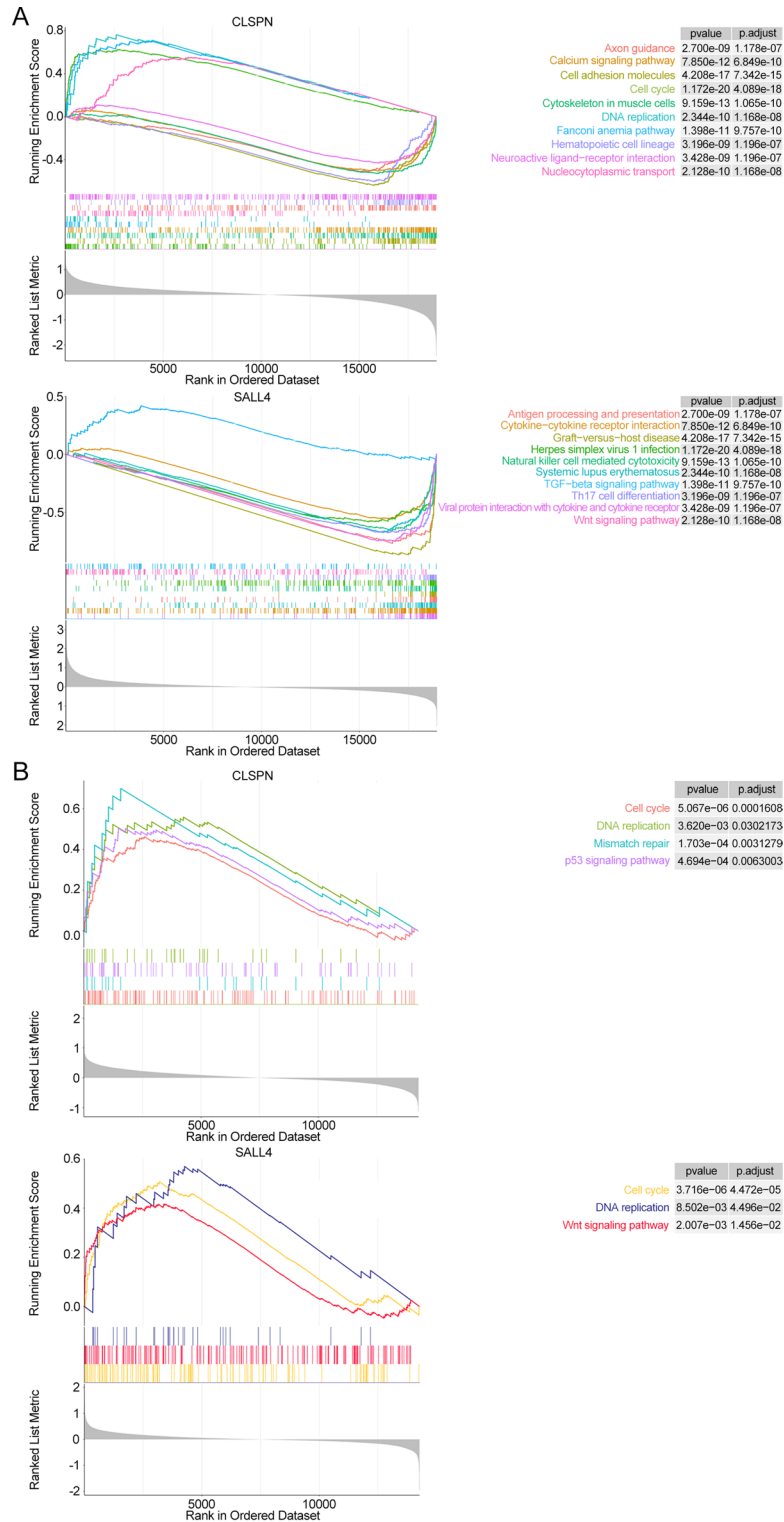 A
CLSPN
Running Enrichment Score
0.8
0.4
0.0
-0.4
pvalue p.adjust
Axon guidance 2.700e-09 1.178e-07
Calcium signaling pathway 7.850e-12 6.849e-10
Cell adhesion molecules 4.208e-17 7.342e-15
Cell cycle 1.172e-20 4.089e-18
Cytoskeleton in muscle cells 9.159e-13 1.065e-10
DNA replication 2.344e-10 1.168e-08
Fanconi anemia pathway 1.398e-11 9.757e-10
Hematopoietic cell lineage 3.196e-09 1.196e-07
Neuroactive ligand-receptor interaction 3.428e-09 1.196e-07
Nucleocytoplasmic transport 2.128e-10 1.168e-08
Ranked List Metric
1
0
-1
-2
5000 10000 15000
Rank in Ordered Dataset
SALL4
Running Enrichment Score
0.5
0.0
-0.5
pvalue p.adjust
Antigen processing and presentation 2.700e-09 1.178e-07
Cytokine-cytokine receptor interaction 7.850e-12 6.849e-10
Graft-versus-host disease 4.208e-17 7.342e-15
Herpes simplex virus 1 infection 1.172e-20 4.089e-18
Natural killer cell mediated cytotoxicity 9.159e-13 1.065e-10
Systemic lupus erythematosus 2.344e-10 1.168e-08
TGF-beta signaling pathway 1.398e-11 9.757e-10
Th17 cell differentiation 3.196e-09 1.196e-07
Viral protein interaction with cytokine and cytokine receptor 3.428e-09 1.196e-07
Wnt signaling pathway 2.128e-10 1.168e-08
Ranked List Metric
3
2
1
0
1
2
5000 10000 15000
Rank in Ordered Dataset
B
CLSPN
Running Enrichment Score
0.6
0.4
0.2
0.0
pvalue p.adjust
Cell cycle 5.067e-06 0.0001608
DNA replication 3.620e-03 0.0302173
Mismatch repair 1.703e-04 0.0031279
p53 signaling pathway 4.694e-04 0.0063003
Ranked List Metric
2
1
0
-1
5000 10000
Rank in Ordered Dataset
SALL4
Running Enrichment Score
0.6
0.4
0.2
0.0
pvalue p.adjust
Cell cycle 3.716e-06 4.472e-05
DNA replication 8.502e-03 4.496e-02
Wnt signaling pathway 2.007e-03 1.456e-02
Ranked List Metric
2
1
0
-1
-2
5000 10000
Rank in Ordered Dataset